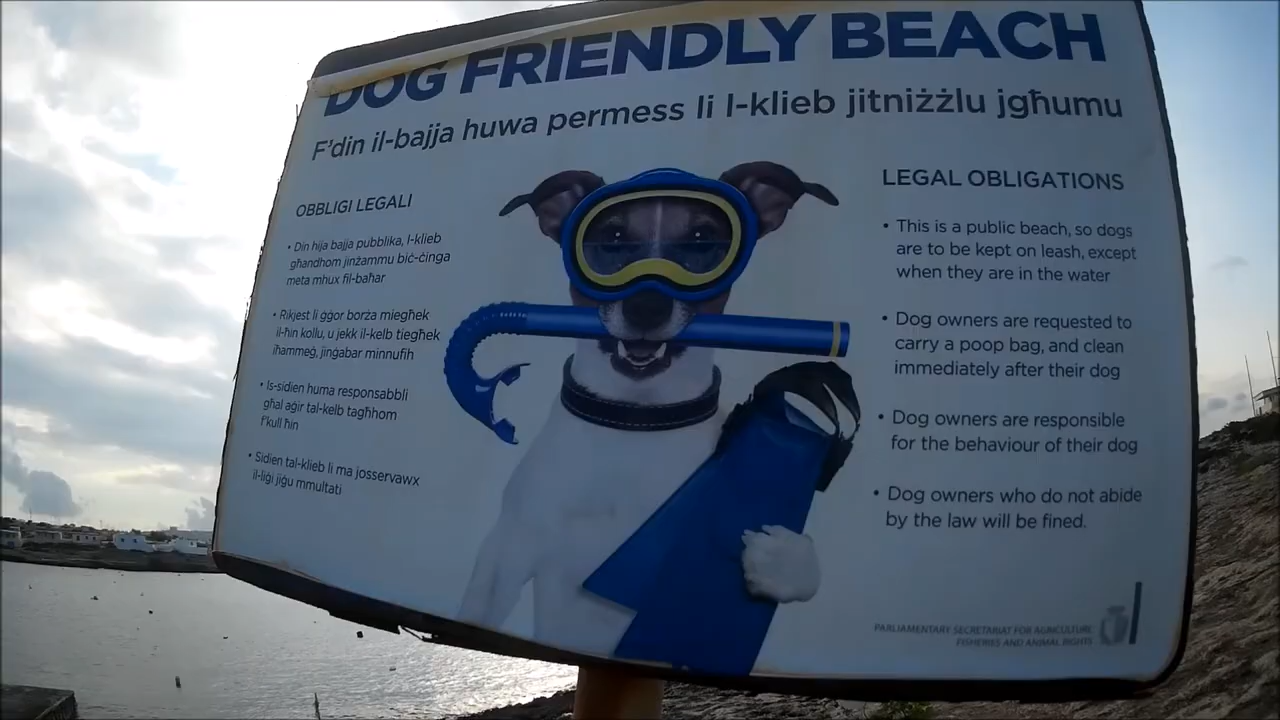 DOG FRIENDLY BEACH
F'din il-bajja huwa permess li l-klieb jitniżżlu jgħumu
OBBLIGI LEGALI
• Din hija bajja pubblika, l-klieb
għandhom jinżammu biċ-ċinga
meta mhux fil-baħar
• Rikjest li ġġor borża miegħek
il-ħin kollu, u jekk il-kelb tiegħek
iħammeġ, jinġabar minnufih
• Is-sidien huma responsabbli
għal aġir tal-kelb tagħhom
f'kull ħin
• Sidien tal-klieb li ma josservawx
il-liġi jiġu mmultati
LEGAL OBLIGATIONS
• This is a public beach, so dogs
are to be kept on leash, except
when they are in the water
• Dog owners are requested to
carry a poop bag, and clean
immediately after their dog
• Dog owners are responsible
for the behaviour of their dog
• Dog owners who do not abide
by the law will be fined.
PARLIAMENTARY SECRETARIAT FOR AGRICULTURE
FISHERIES AND ANIMAL RIGHTS